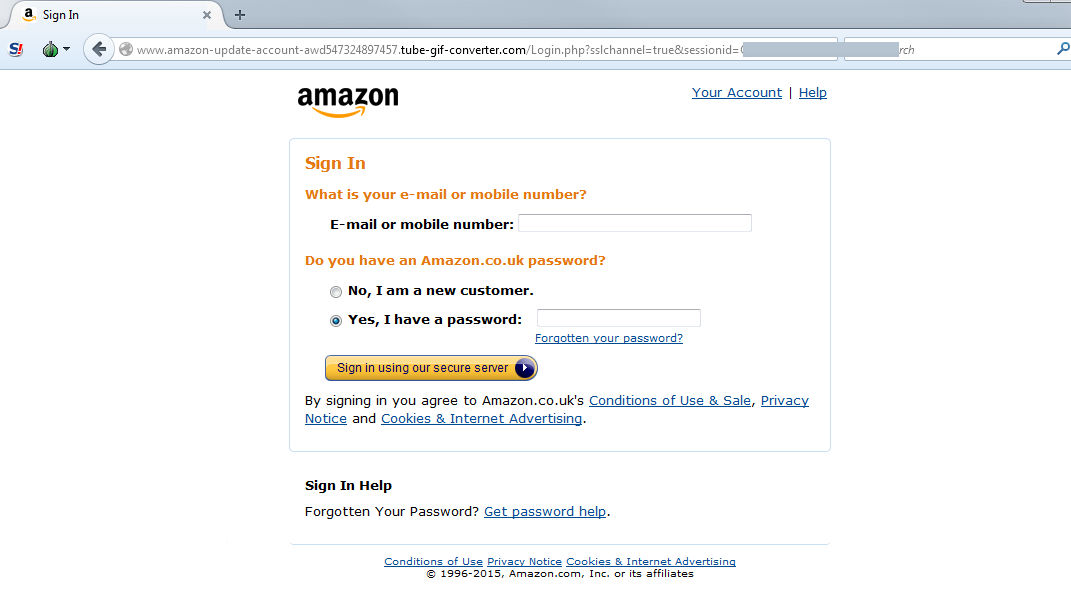 Sign In
www.amazon-update-account-awd547324897457.tube-gif-converter.com/Login.php?sslchannel=true&sessionid=
rch
amazon
Your Account | Help
Sign In
What is your e-mail or mobile number?
E-mail or mobile number:
Do you have an Amazon.co.uk password?
No, I am a new customer.
Yes, I have a password:
Forgotten your password?
Sign in using our secure server
By signing in you agree to Amazon.co.uk's Conditions of Use & Sale, Privacy
Notice and Cookies & Internet Advertising.
Sign In Help
Forgotten Your Password? Get password help.
Conditions of Use Privacy Notice Cookies & Internet Advertising
© 1996-2015, Amazon.com, Inc. or its affiliates